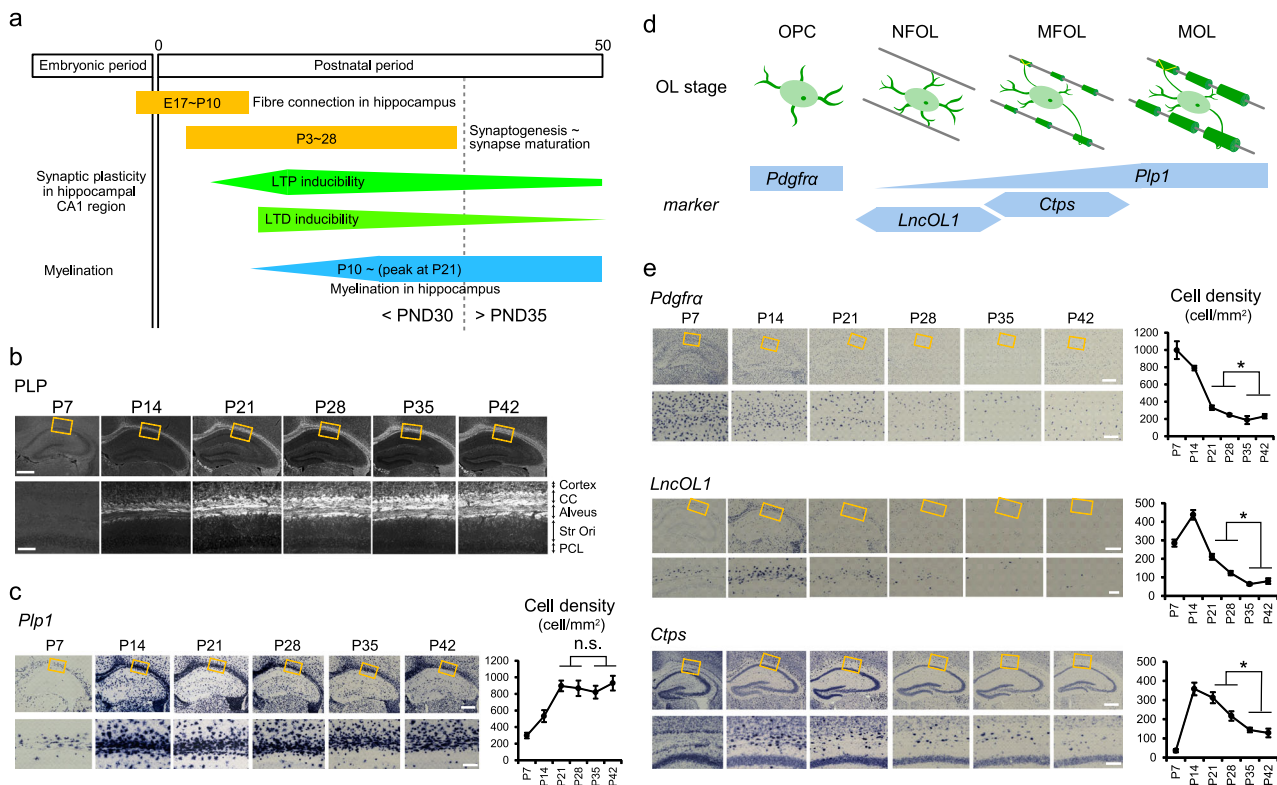 a
0
50
Embryonic period
Postnatal period
E17~P10
Fibre connection in hippocampus
P3~28
Synaptogenesis ~
synapse maturation
Synaptic plasticity
in hippocampal
CA1 region
LTP inducibility
LTD inducibility
Myelination
P10 ~ (peak at P21)
Myelination in hippocampus
< PND30
> PND35
b
PLP
P7 P14 P21 P28 P35 P42
Cortex
CC
Alveus
Str Ori
PCL
c
Plp1
P7 P14 P21 P28 P35 P42
Cell density
(cell/mm²)
n.s.
1200
1000
800
600
400
200
0
P7 P14 P21 P28 P35 P42
d
OPC NFOL MFOL MOL
OL stage
marker
Pdgfrα
Plp1
LncOL1
Ctps
e
Pdgfrα
P7 P14 P21 P28 P35 P42
Cell density
(cell/mm²)
*
1200
1000
800
600
400
200
0
P7 P14 P21 P28 P35 P42
LncOL1
*
500
400
300
200
100
0
P7 P14 P21 P28 P35 P42
Ctps
*
500
400
300
200
100
0
P7 P14 P21 P28 P35 P42